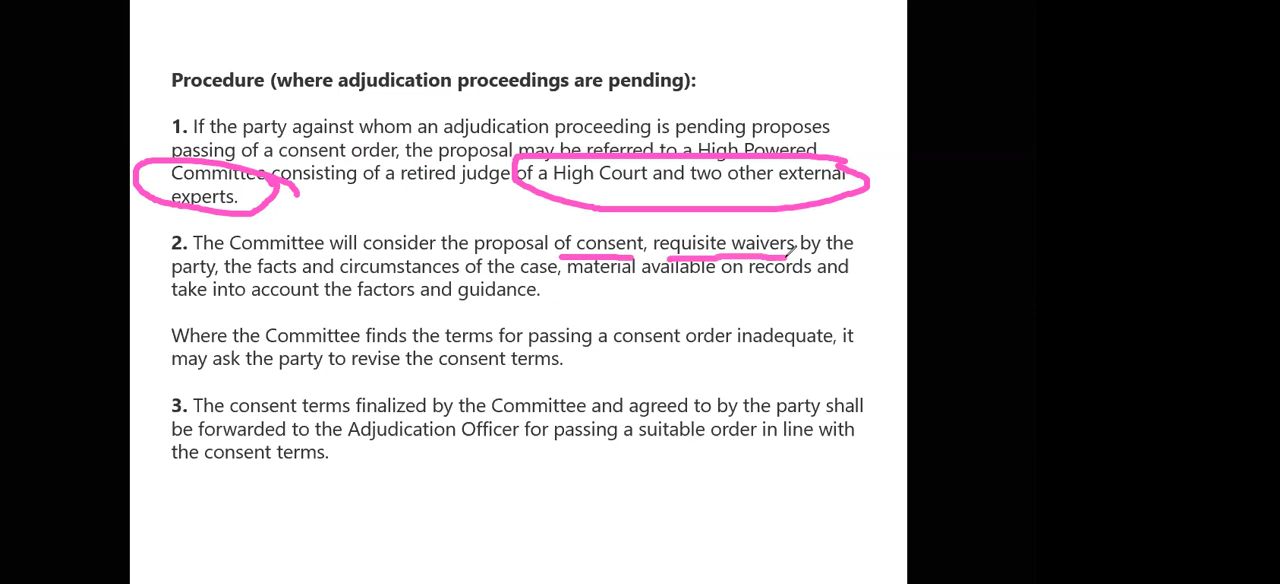 Procedure (where adjudication proceedings are pending):
1. If the party against whom an adjudication proceeding is pending proposes
passing of a consent order, the proposal may be referred to a High Powered
Committee consisting of a retired judge of a High Court and two other external
experts.
2. The Committee will consider the proposal of consent, requisite waivers by the
party, the facts and circumstances of the case, material available on records and
take into account the factors and guidance.
Where the Committee finds the terms for passing a consent order inadequate, it
may ask the party to revise the consent terms.
3. The consent terms finalized by the Committee and agreed to by the party shall
be forwarded to the Adjudication Officer for passing a suitable order in line with
the consent terms.